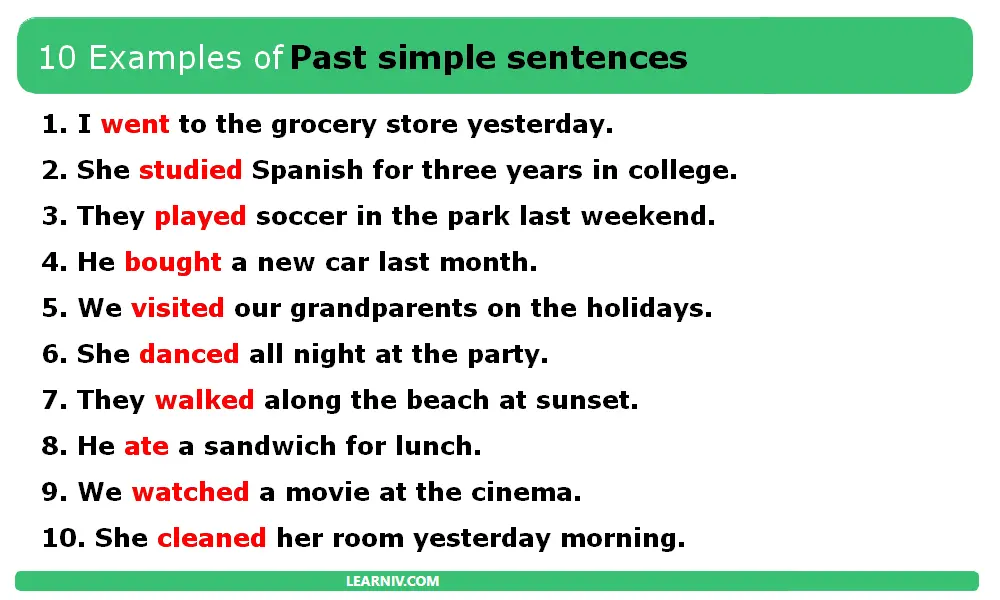 10 Examples of Past simple sentences
1. I went to the grocery store yesterday.
2. She studied Spanish for three years in college.
3. They played soccer in the park last weekend.
4. He bought a new car last month.
5. We visited our grandparents on the holidays.
6. She danced all night at the party.
7. They walked along the beach at sunset.
8. He ate a sandwich for lunch.
9. We watched a movie at the cinema.
10. She cleaned her room yesterday morning.
LEARNIV.COM